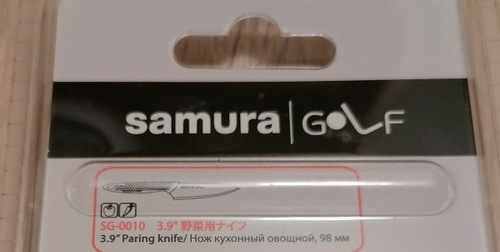 samura | GOLF
SG-0010 3.9" 野菜用ナイフ
3.9" Paring knife/ Нож кухонный овощной, 98 мм